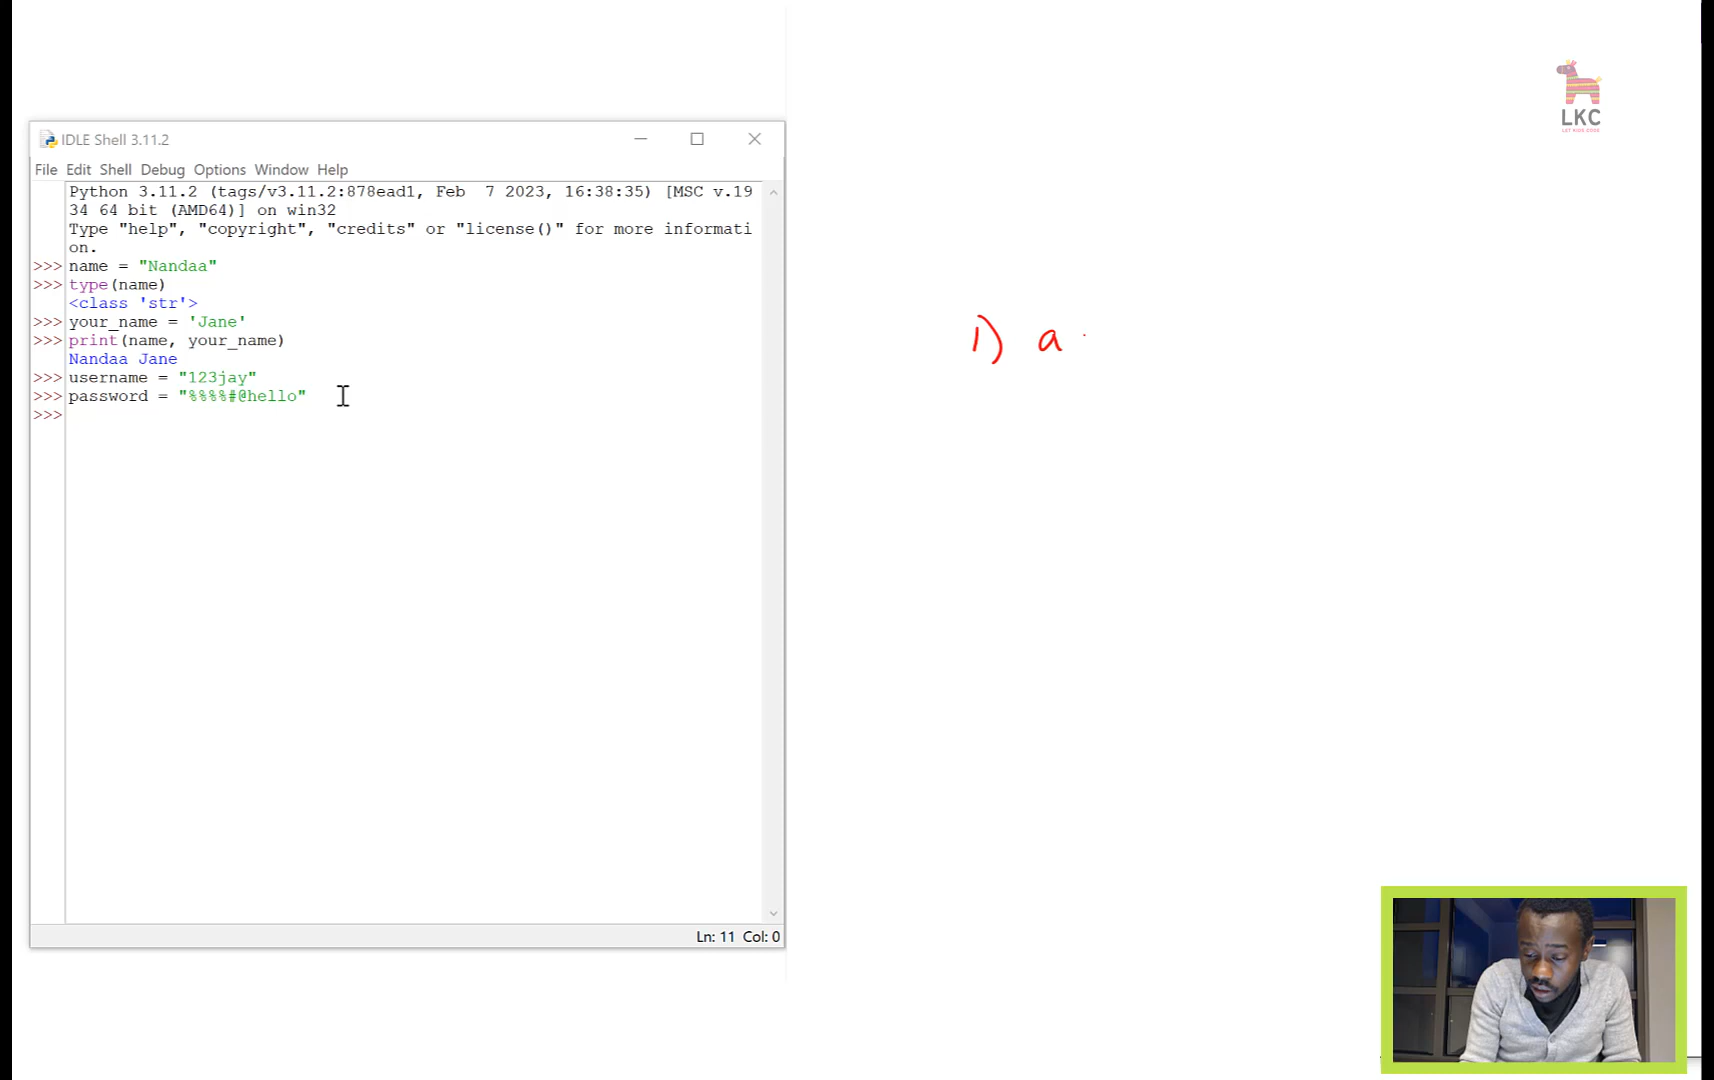 IDLE Shell 3.11.2
File Edit Shell Debug Options Window Help
Python 3.11.2 (tags/v3.11.2:878ead1, Feb  7 2023, 16:38:35) [MSC v.19
34 64 bit (AMD64)] on win32
Type "help", "copyright", "credits" or "license()" for more informati
on.
>>> name = "Nandaa"
>>> type(name)
<class 'str'>
>>> your_name = 'Jane'
>>> print(name, your_name)
Nandaa Jane
>>> username = "123jay"
>>> password = "%%%%#@hello"
>>>
Ln: 11 Col: 0
1) a
LKC
LET KIDS CODE